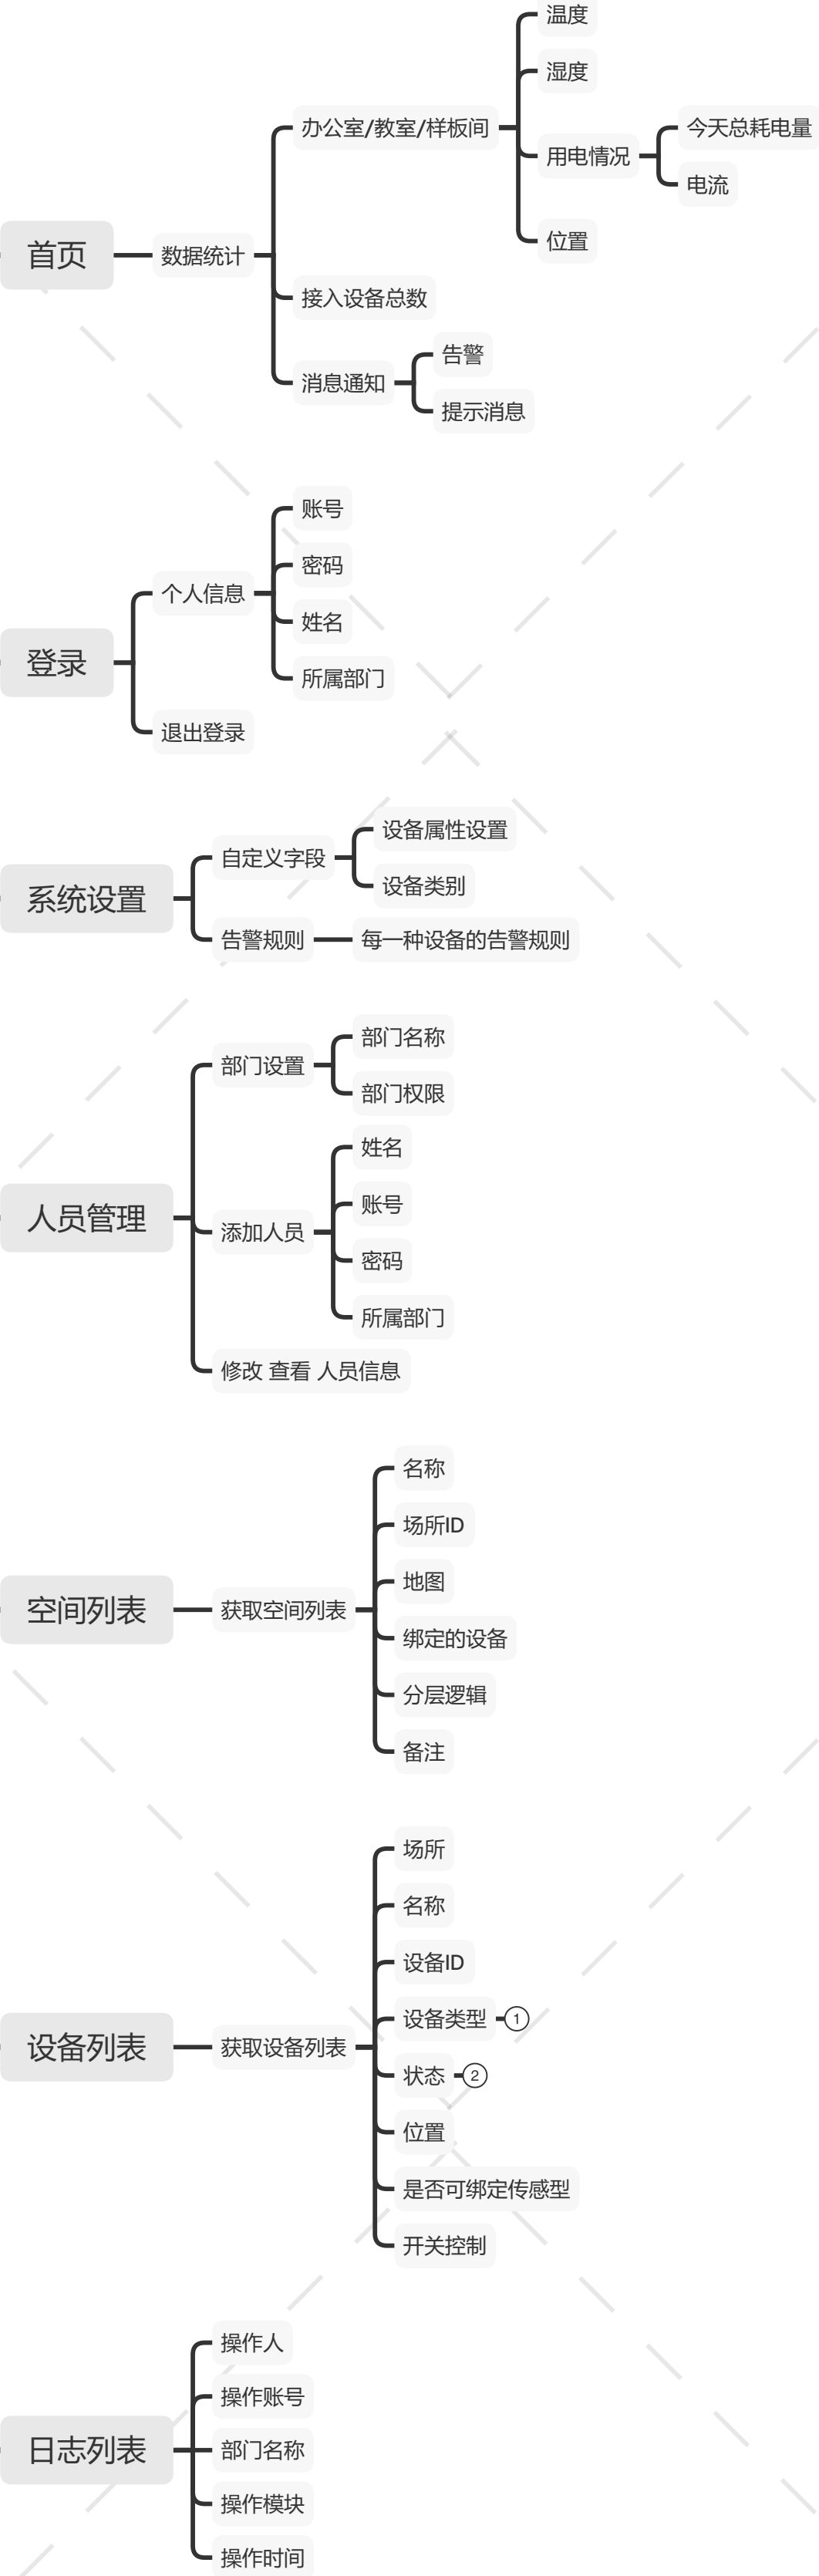 首页
数据统计
办公室/教室/样板间
温度
湿度
用电情况
今天总耗电量
电流
位置
接入设备总数
消息通知
告警
提示消息
登录
个人信息
账号
密码
姓名
所属部门
退出登录
系统设置
自定义字段
设备属性设置
设备类别
告警规则
每一种设备的告警规则
人员管理
部门设置
部门名称
部门权限
添加人员
姓名
账号
密码
所属部门
修改 查看 人员信息
空间列表
获取空间列表
名称
场所ID
地图
绑定的设备
分层逻辑
备注
设备列表
获取设备列表
场所
名称
设备ID
设备类型
1
状态
2
位置
是否可绑定传感型
开关控制
日志列表
操作人
操作账号
部门名称
操作模块
操作时间